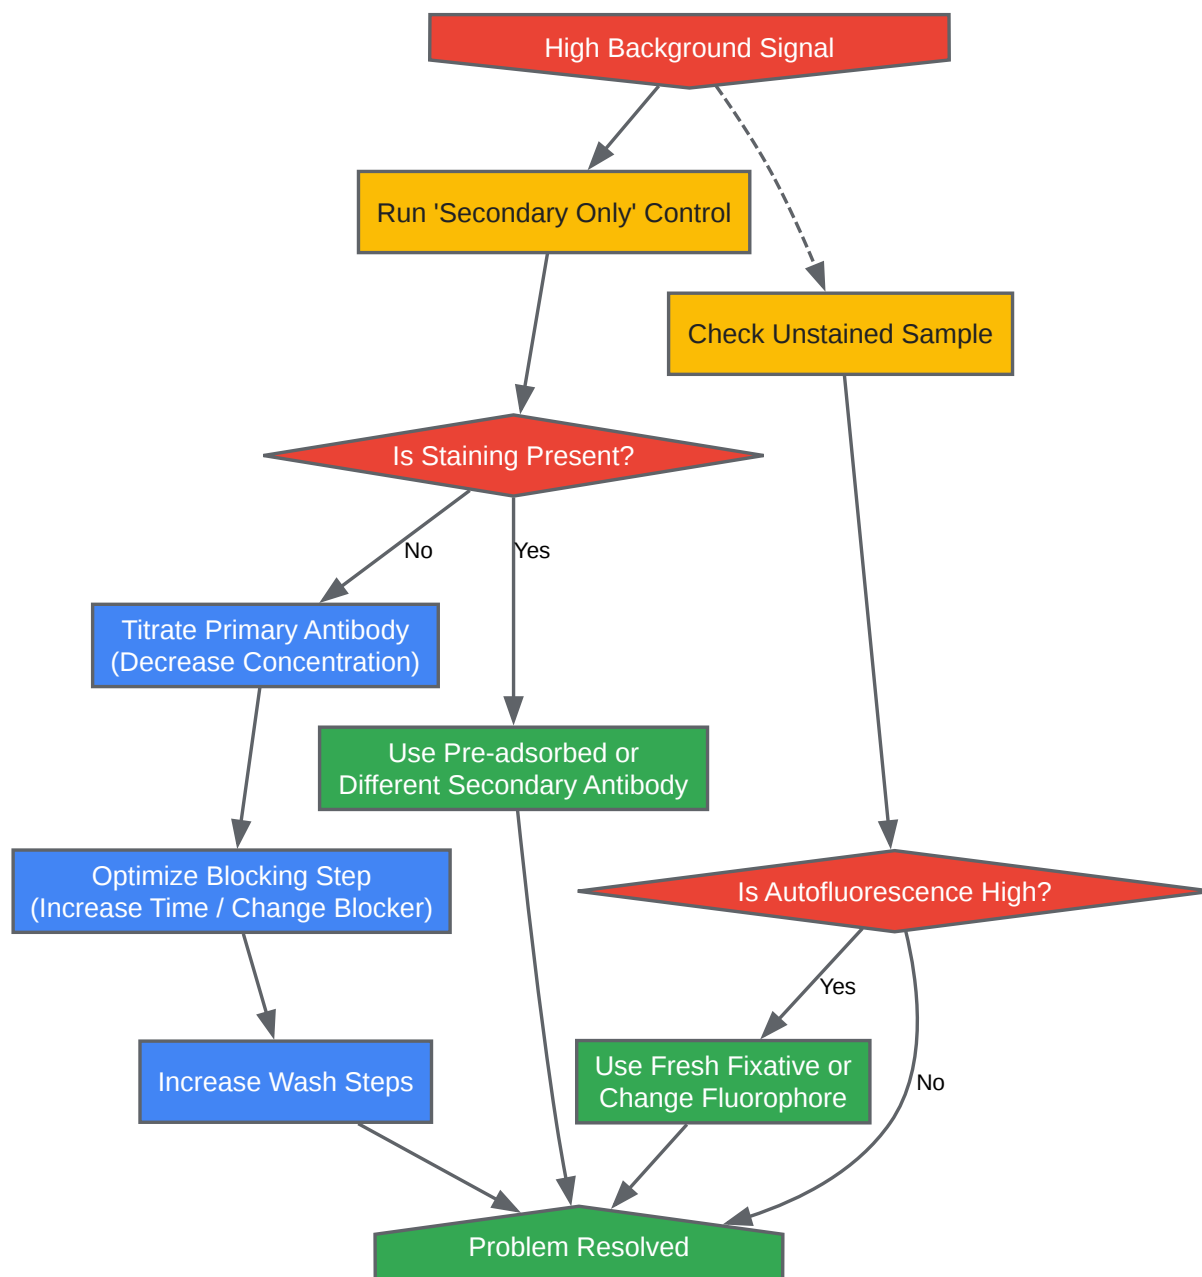 High Background Signal
Run 'Secondary Only' Control
Check Unstained Sample
Is Staining Present?
No
Yes
Titrate Primary Antibody
(Decrease Concentration)
Use Pre-adsorbed or
Different Secondary Antibody
Optimize Blocking Step
(Increase Time / Change Blocker)
Is Autofluorescence High?
Yes
No
Increase Wash Steps
Use Fresh Fixative or
Change Fluorophore
Problem Resolved